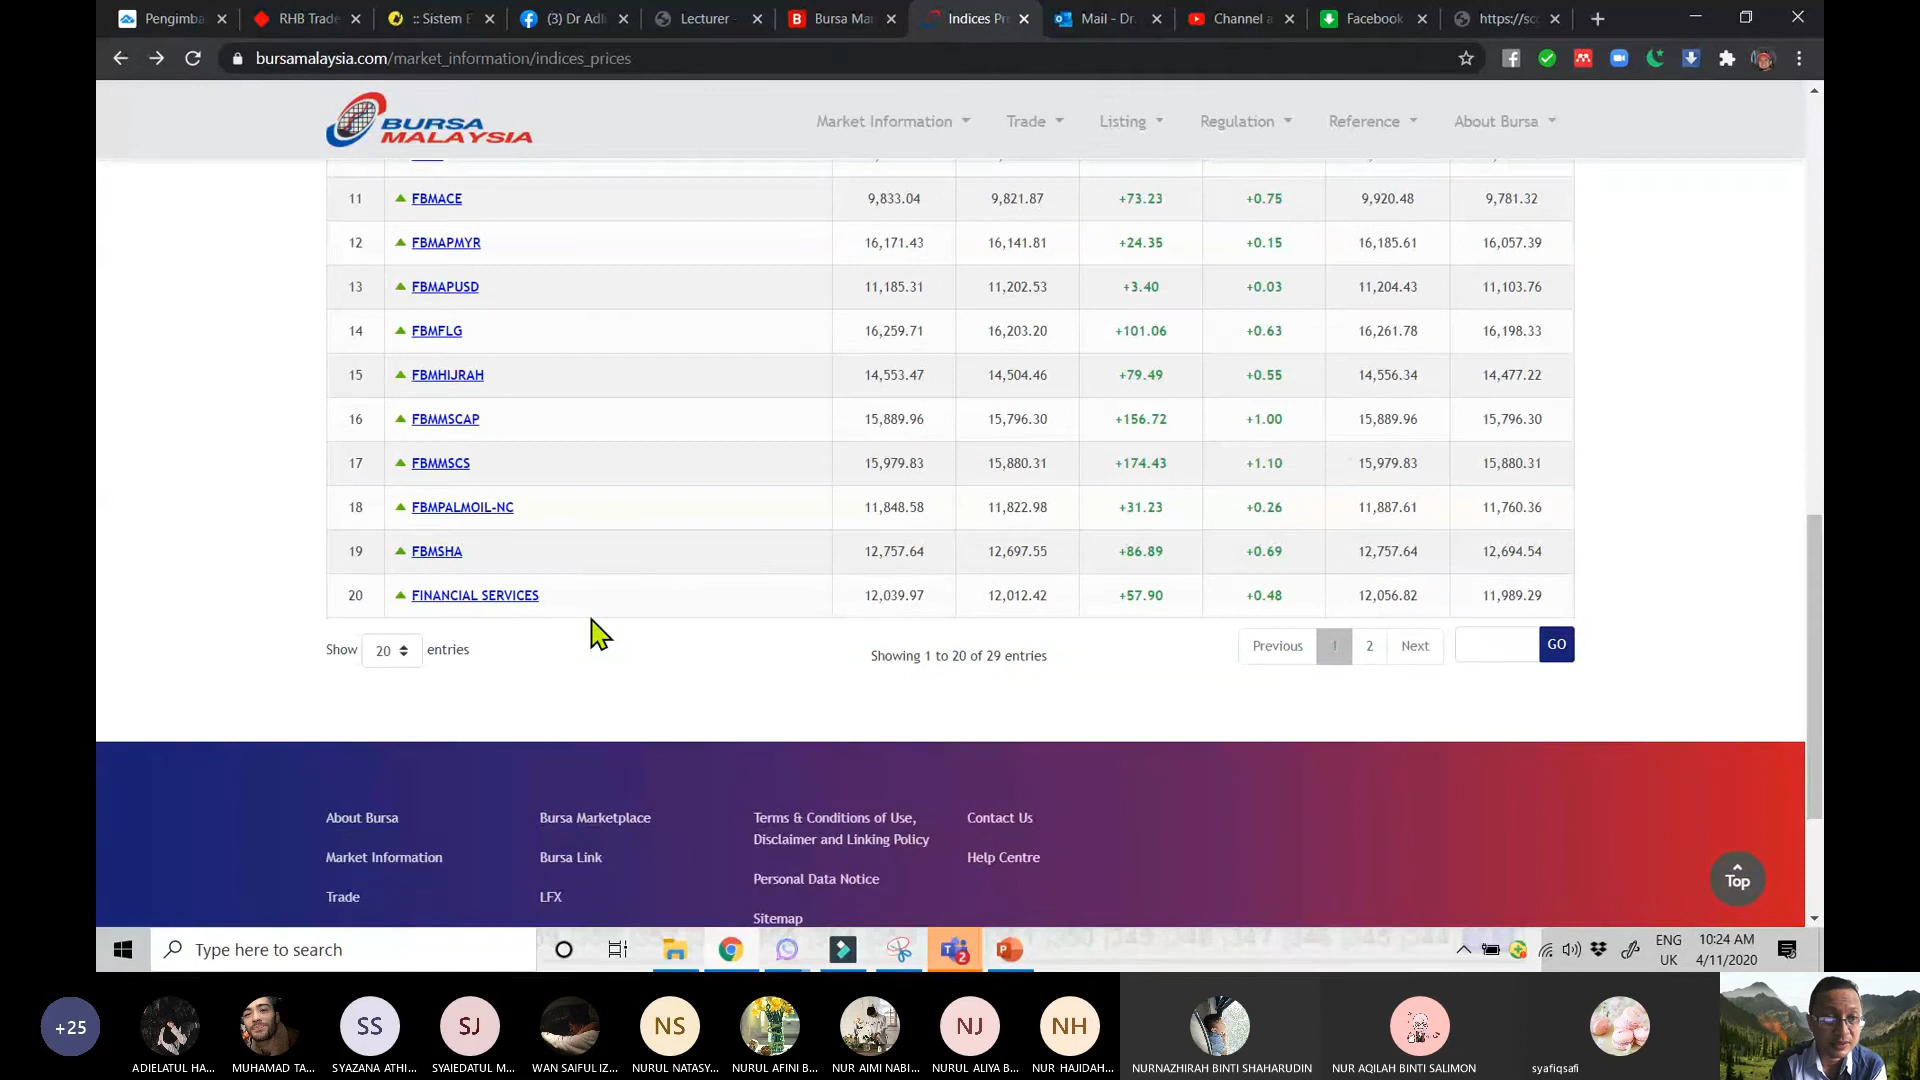 Pengimba
RHB Trade
:: Sistem E
(3) Dr Adl
Lecturer -
Bursa Ma
Indices Pr
Mail - Dr.
Channel a
Facebook
https://sc
bursamalaysia.com/market_information/indices_prices
BURSA
MALAYSIA
Market Information
Trade
Listing
Regulation
Reference
About Bursa
11 FBMACE 9,833.04 9,821.87 +73.23 +0.75 9,920.48 9,781.32
12 FBMAPMYR 16,171.43 16,141.81 +24.35 +0.15 16,185.61 16,057.39
13 FBMAPUSD 11,185.31 11,202.53 +3.40 +0.03 11,204.43 11,103.76
14 FBMFLG 16,259.71 16,203.20 +101.06 +0.63 16,261.78 16,198.33
15 FBMHIJRAH 14,553.47 14,504.46 +79.49 +0.55 14,556.34 14,477.22
16 FBMMSCAP 15,889.96 15,796.30 +156.72 +1.00 15,889.96 15,796.30
17 FBMMSCS 15,979.83 15,880.31 +174.43 +1.10 15,979.83 15,880.31
18 FBMPALMOIL-NC 11,848.58 11,822.98 +31.23 +0.26 11,887.61 11,760.36
19 FBMSHA 12,757.64 12,697.55 +86.89 +0.69 12,757.64 12,694.54
20 FINANCIAL SERVICES 12,039.97 12,012.42 +57.90 +0.48 12,056.82 11,989.29
Show 20 entries
Showing 1 to 20 of 29 entries
Previous 1 2 Next GO
About Bursa
Market Information
Trade
Bursa Marketplace
Bursa Link
LFX
Terms & Conditions of Use,
Disclaimer and Linking Policy
Personal Data Notice
Sitemap
Contact Us
Help Centre
Top
Type here to search
2
ENG
UK
10:24 AM
4/11/2020
+25
SS
SJ
NS
NJ
NH
ADIELATUL HA...
MUHAMAD TA...
SYAZANA ATHI...
SYAIEDATUL M...
WAN SAIFUL IZ...
NURUL NATASY...
NURUL AFINI B...
NUR AIMI NABI...
NURUL ALIYA B...
NUR HAJIDAH...
NURNAZHIRAH BINTI SHAHARUDIN
NUR AQILAH BINTI SALIMON
syafiqsafi